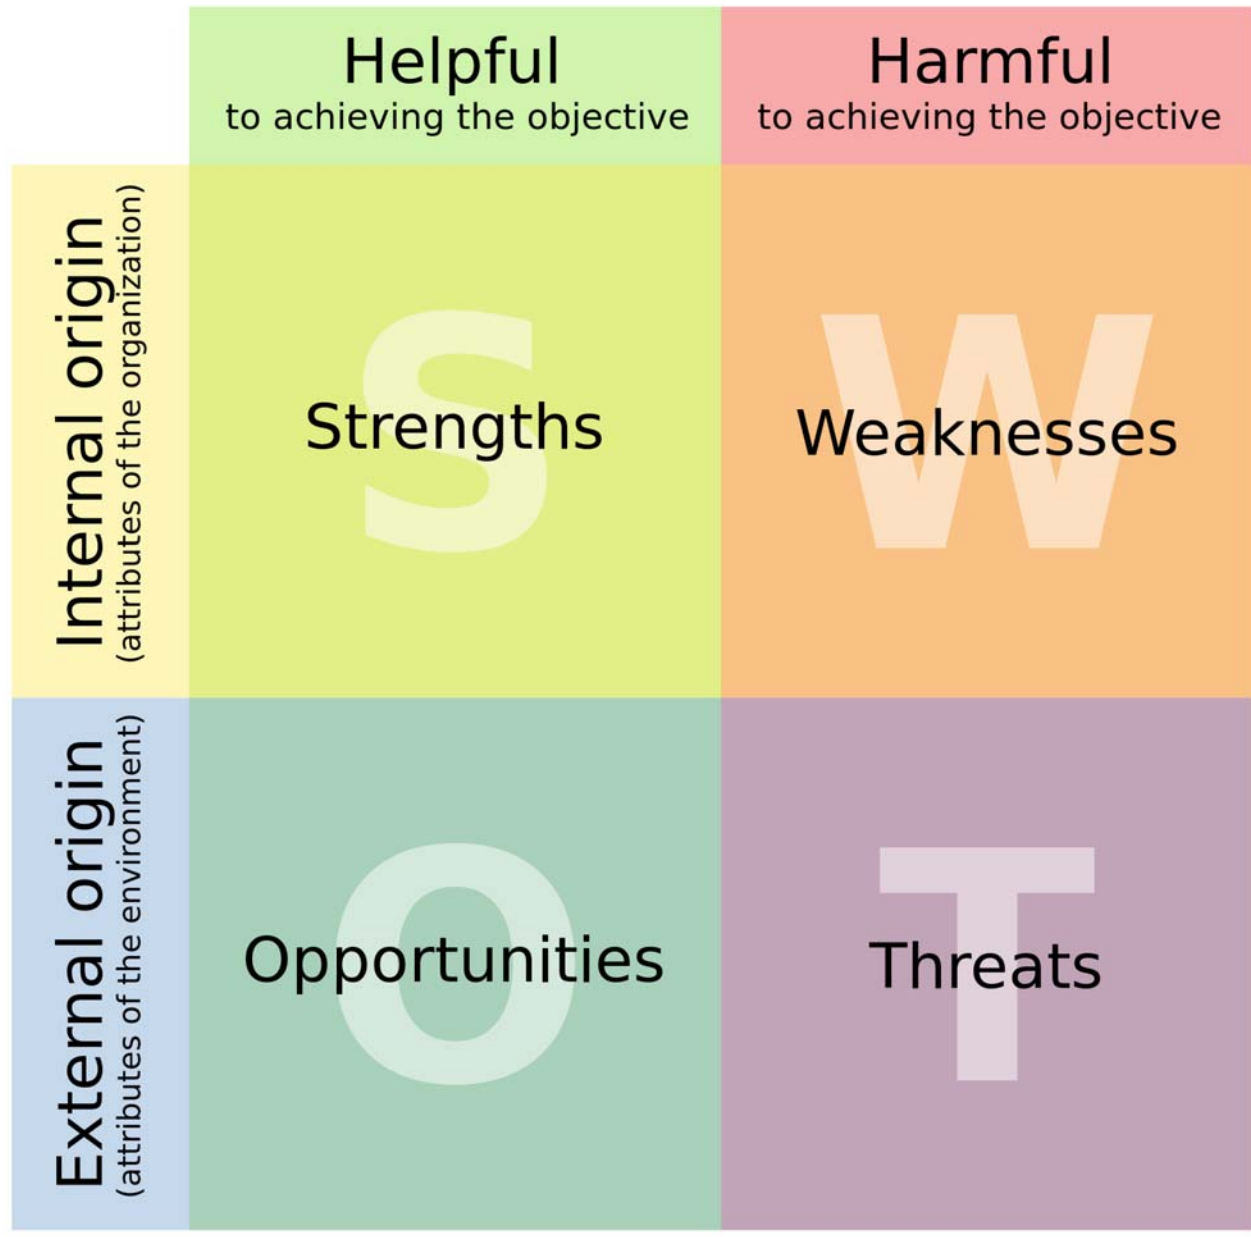 Helpful
to achieving the objective
Harmful
to achieving the objective
Internal origin
(attributes of the organization)
S
Strengths
W
Weaknesses
External origin
(attributes of the environment)
O
Opportunities
T
Threats